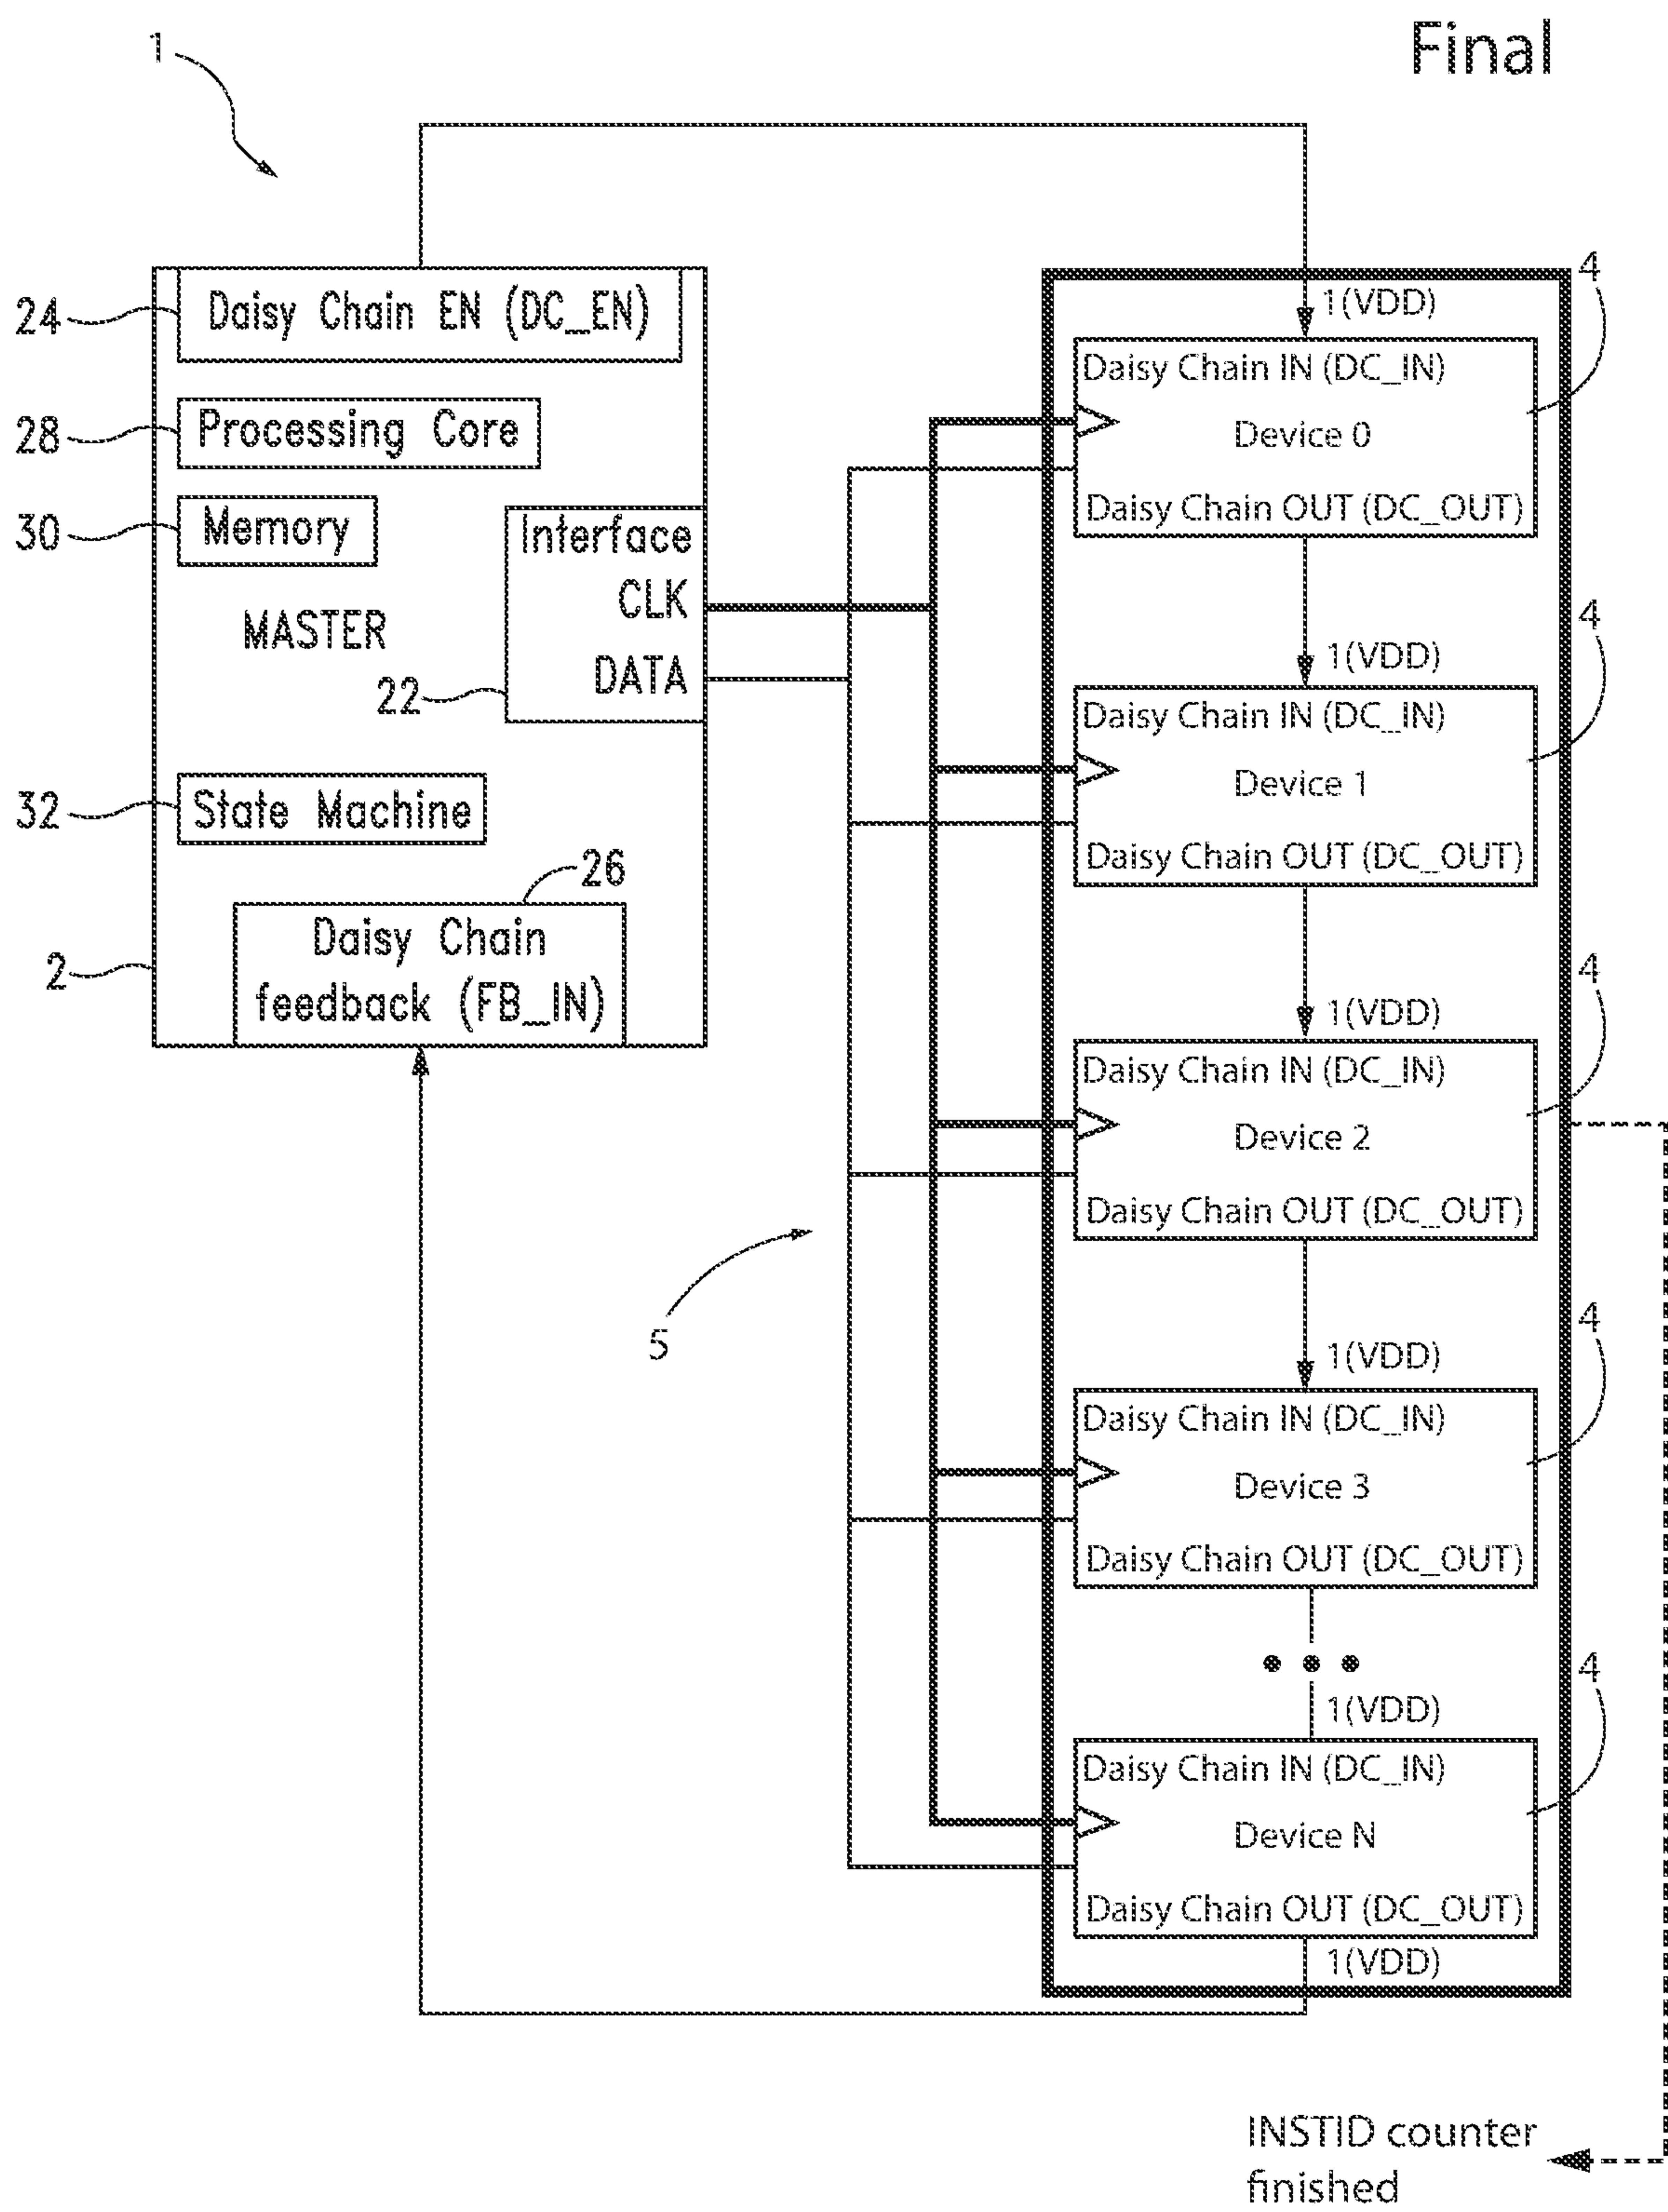 Final
1
24
Daisy Chain EN (DC_EN)
28
Processing Core
30
Memory
Interface
CLK
DATA
MASTER
22
32
State Machine
26
2
Daisy Chain
feedback (FB_IN)
5
1(VDD)
4
Daisy Chain IN (DC_IN)
Device 0
Daisy Chain OUT (DC_OUT)
1(VDD)
4
Daisy Chain IN (DC_IN)
Device 1
Daisy Chain OUT (DC_OUT)
1(VDD)
4
Daisy Chain IN (DC_IN)
Device 2
Daisy Chain OUT (DC_OUT)
1(VDD)
4
Daisy Chain IN (DC_IN)
Device 3
Daisy Chain OUT (DC_OUT)
1(VDD)
4
Daisy Chain IN (DC_IN)
Device N
Daisy Chain OUT (DC_OUT)
1(VDD)
INSTID counter
finished